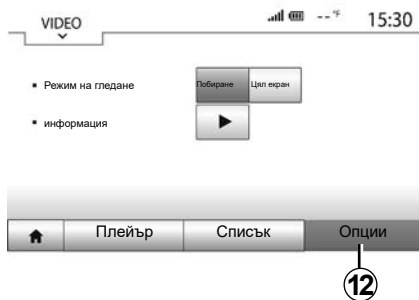 VIDEO
-- °F
15:30
▪ Режим на гледане
Побиране
Цял екран
▪ информация
Плейър
Списък
Опции
12